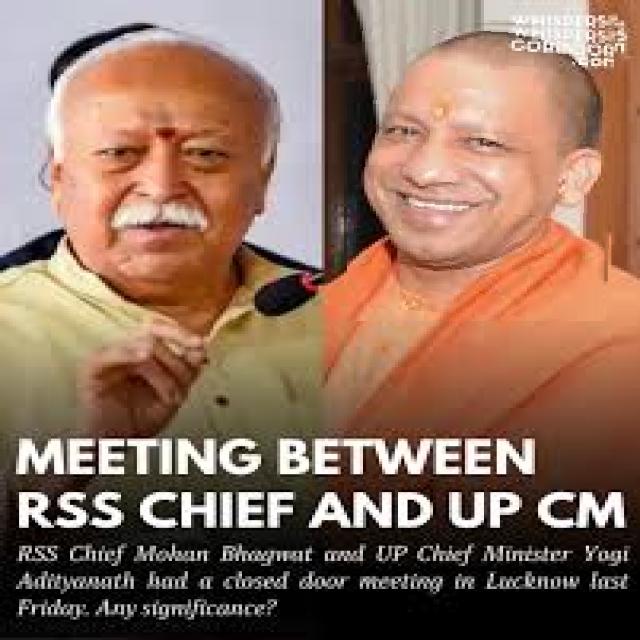 MEETING BETWEEN
RSS CHIEF AND UP CM
RSS Chief Mohan Bhagwat and UP Chief Minister Yogi
Adityanath had a closed door meeting in Lucknow last
Friday. Any significance?